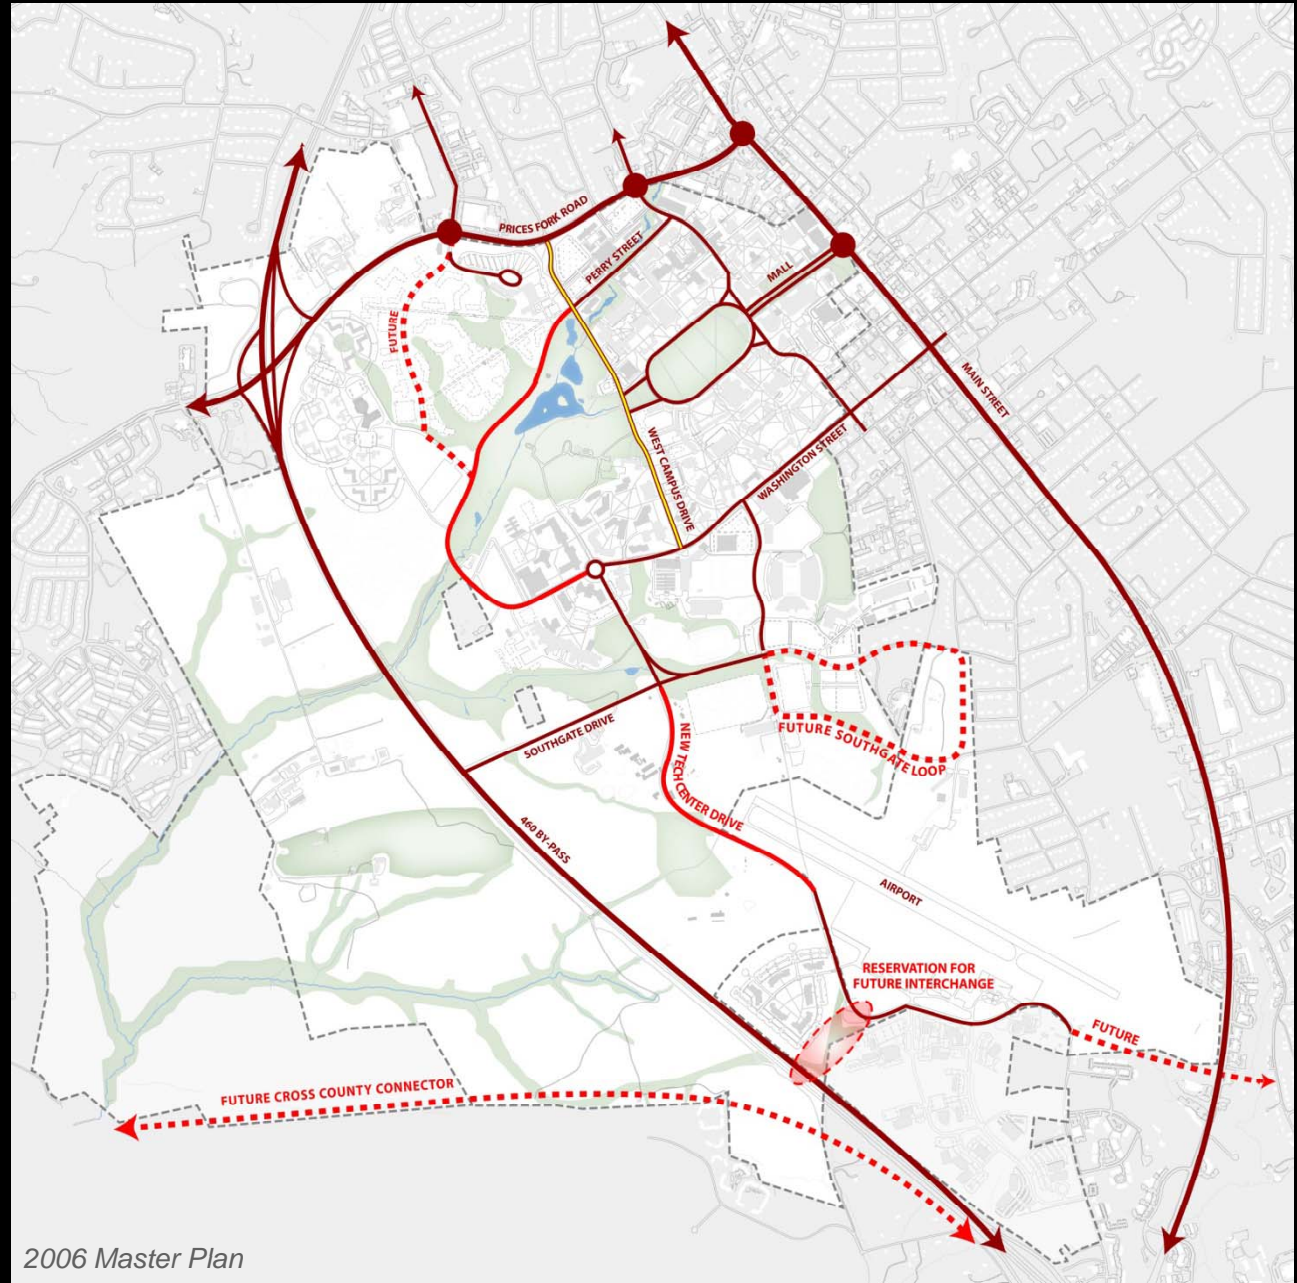 PRICES FORK ROAD
PERRY STREET
MALL
FUTURE
MAIN STREET
WEST CAMPUS DRIVE
WASHINGTON STREET
SOUTHGATE DRIVE
NEW TECH CENTER DRIVE
FUTURE SOUTHGATE LOOP
460 BY-PASS
AIRPORT
RESERVATION FOR
FUTURE INTERCHANGE
FUTURE
FUTURE CROSS COUNTY CONNECTOR
2006 Master Plan